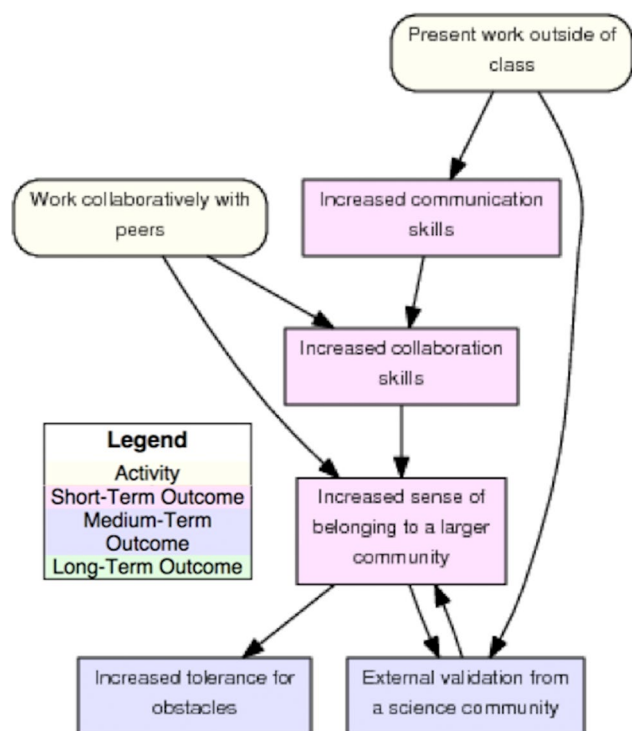 Present work outside of
class
Work collaboratively with
peers
Increased communication
skills
Increased collaboration
skills
Legend
Activity
Short-Term Outcome
Medium-Term
Outcome
Long-Term Outcome
Increased sense of
belonging to a larger
community
Increased tolerance for
obstacles
External validation from
a science community